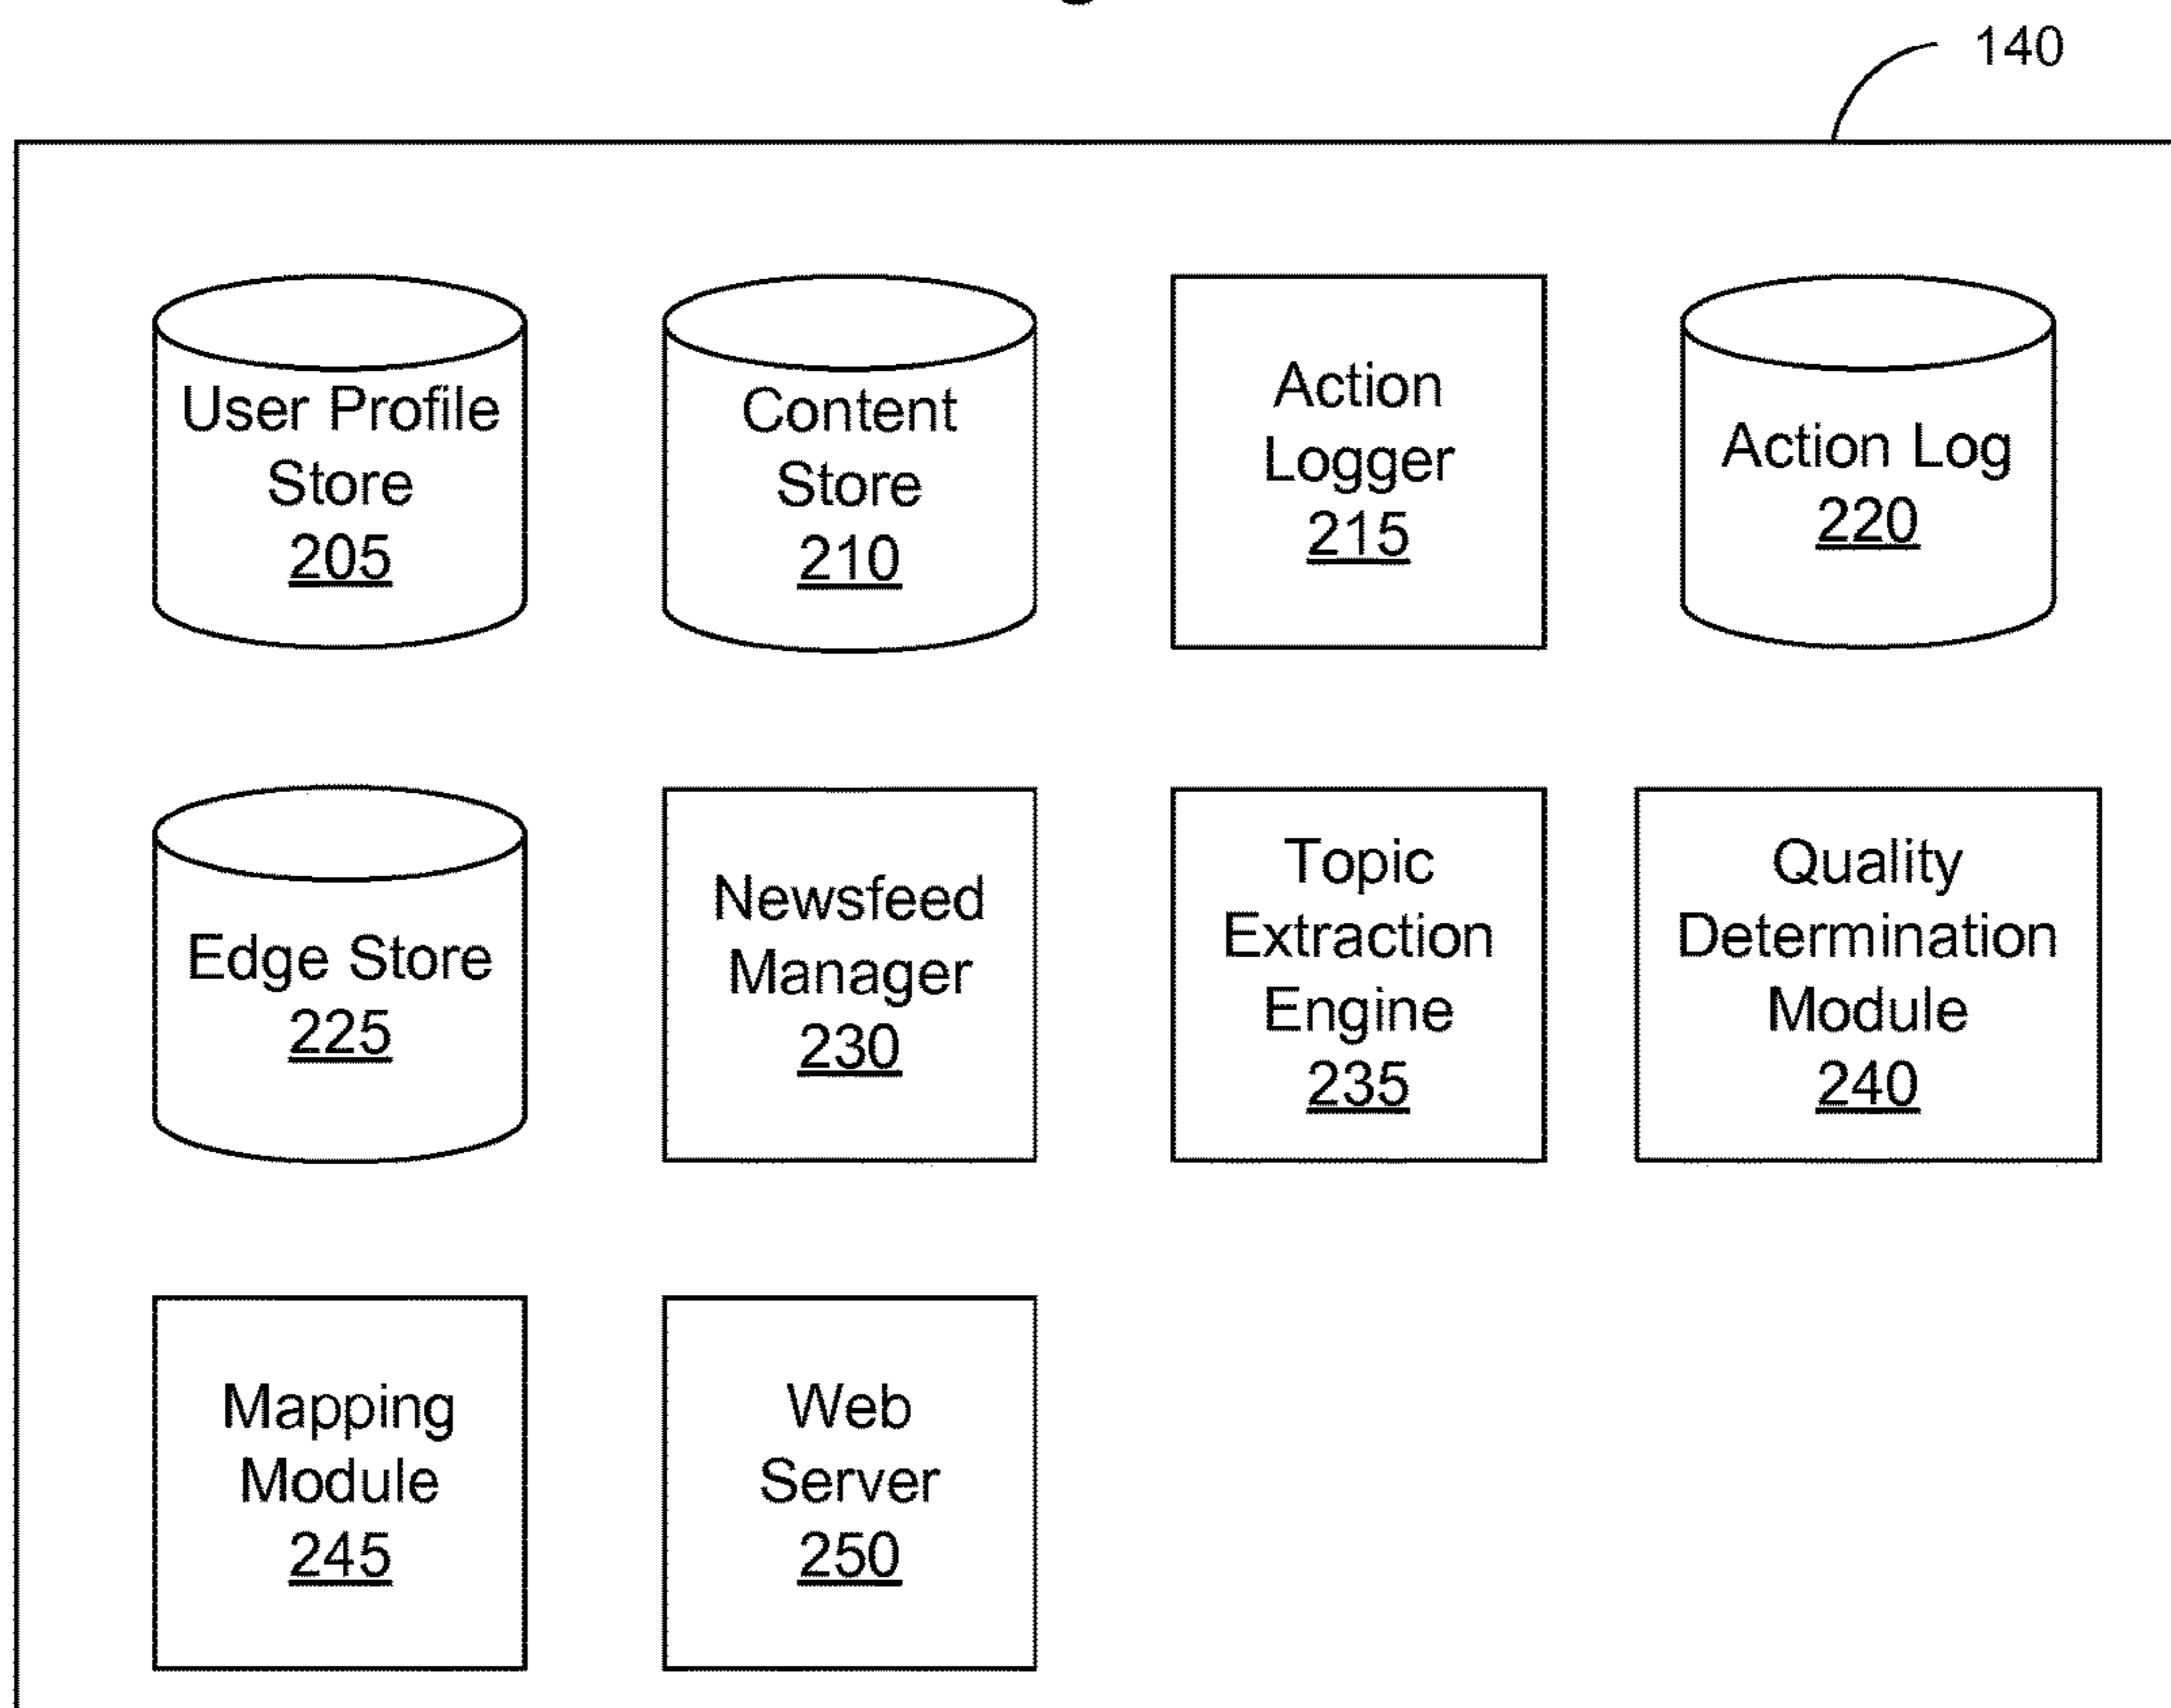 140
User Profile
Store
205
Content
Store
210
Action
Logger
215
Action Log
220
Edge Store
225
Newsfeed
Manager
230
Topic
Extraction
Engine
235
Quality
Determination
Module
240
Mapping
Module
245
Web
Server
250